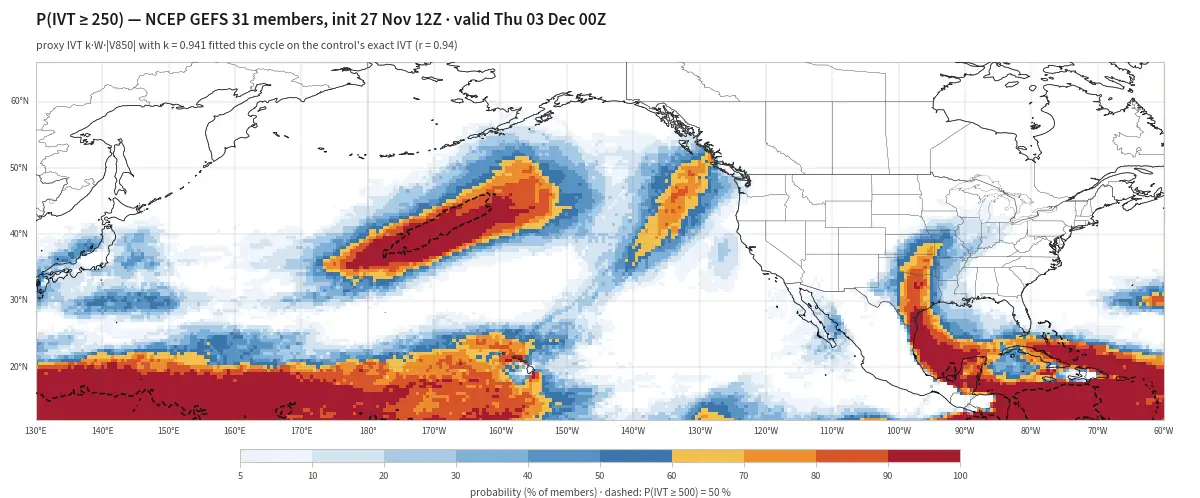 P(IVT ≥ 250) — NCEP GEFS 31 members, init 27 Nov 12Z · valid Thu 03 Dec 00Z
proxy IVT k·W·|V850| with k = 0.941 fitted this cycle on the control's exact IVT (r = 0.94)
60°N
50°N
40°N
30°N
20°N
130°E 140°E 150°E 160°E 170°E 180° 170°W 160°W 150°W 140°W 130°W 120°W 110°W 100°W 90°W 80°W 70°W 60°W
5 10 20 30 40 50 60 70 80 90 100
probability (% of members) · dashed: P(IVT ≥ 500) = 50 %